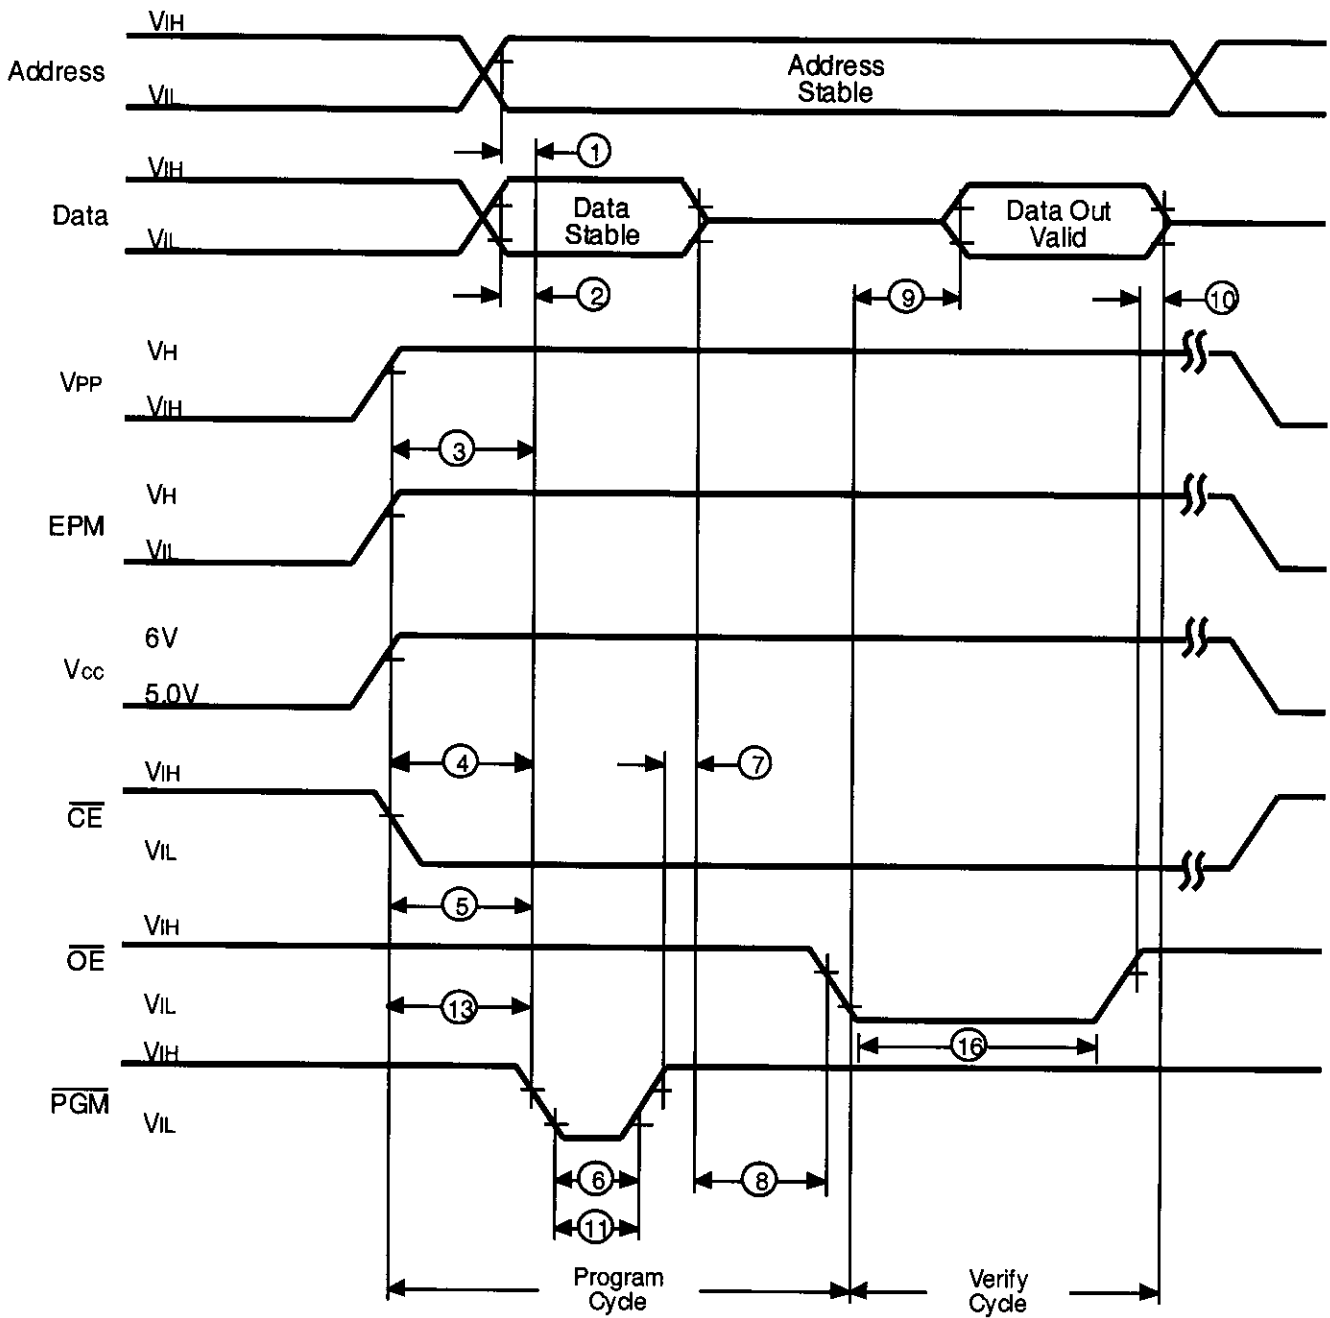 VIH
Address
Address
Stable
VIL
1
VIH
Data
Data
Stable
Data Out
Valid
VIL
2
9
10
VH
VPP
VIH
3
VH
EPM
VIL
6V
Vcc
5.0V
4
7
VIH
CE
VIL
5
VIH
OE
VIL
13
16
VIH
PGM
VIL
6
8
11
Program
Cycle
Verify
Cycle